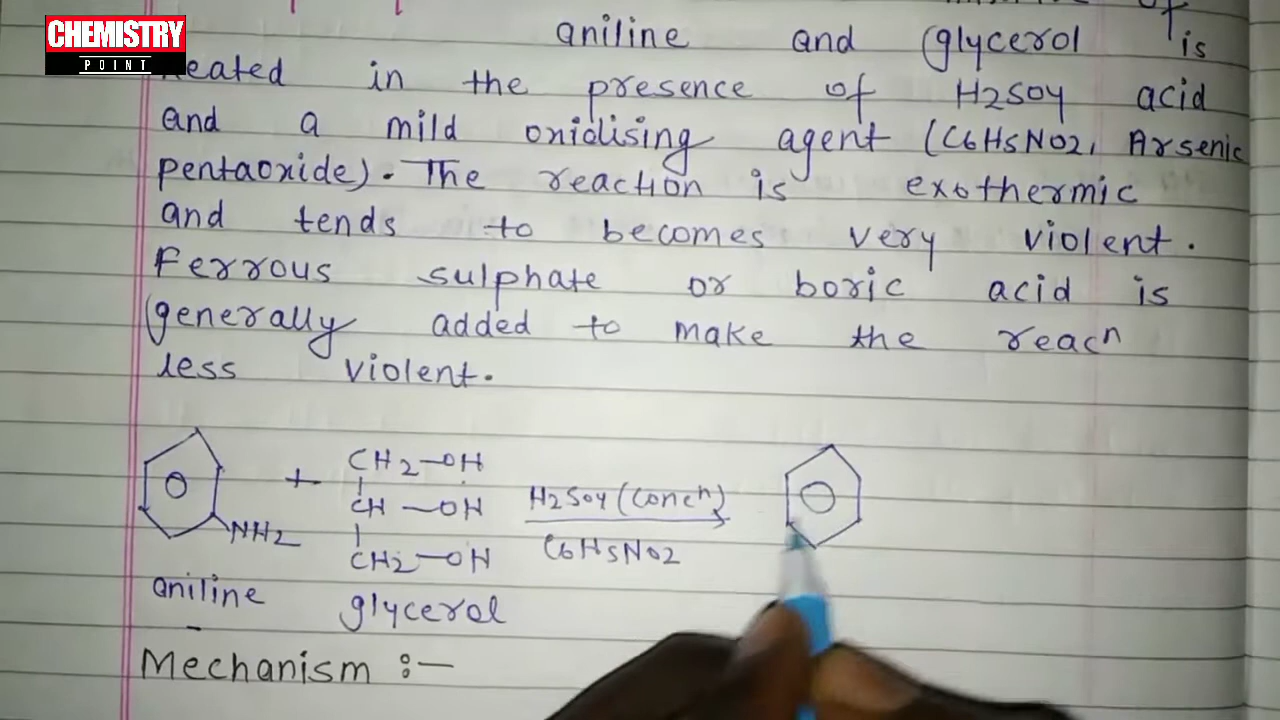 CHEMISTRY
POINT
of
aniline and glycerol is
heated in the presence of H2SO4 acid
and a mild oxidising agent (C6H5NO2, Arsenic
pentaoxide). The reaction is exothermic
and tends to becomes very violent.
Ferrous sulphate or boric acid is
generally added to make the reacn
less violent.
+
CH2-OH
CH-OH
CH2-OH
NH2
H2SO4 (concn)
C6H5NO2
aniline glycerol
Mechanism :-